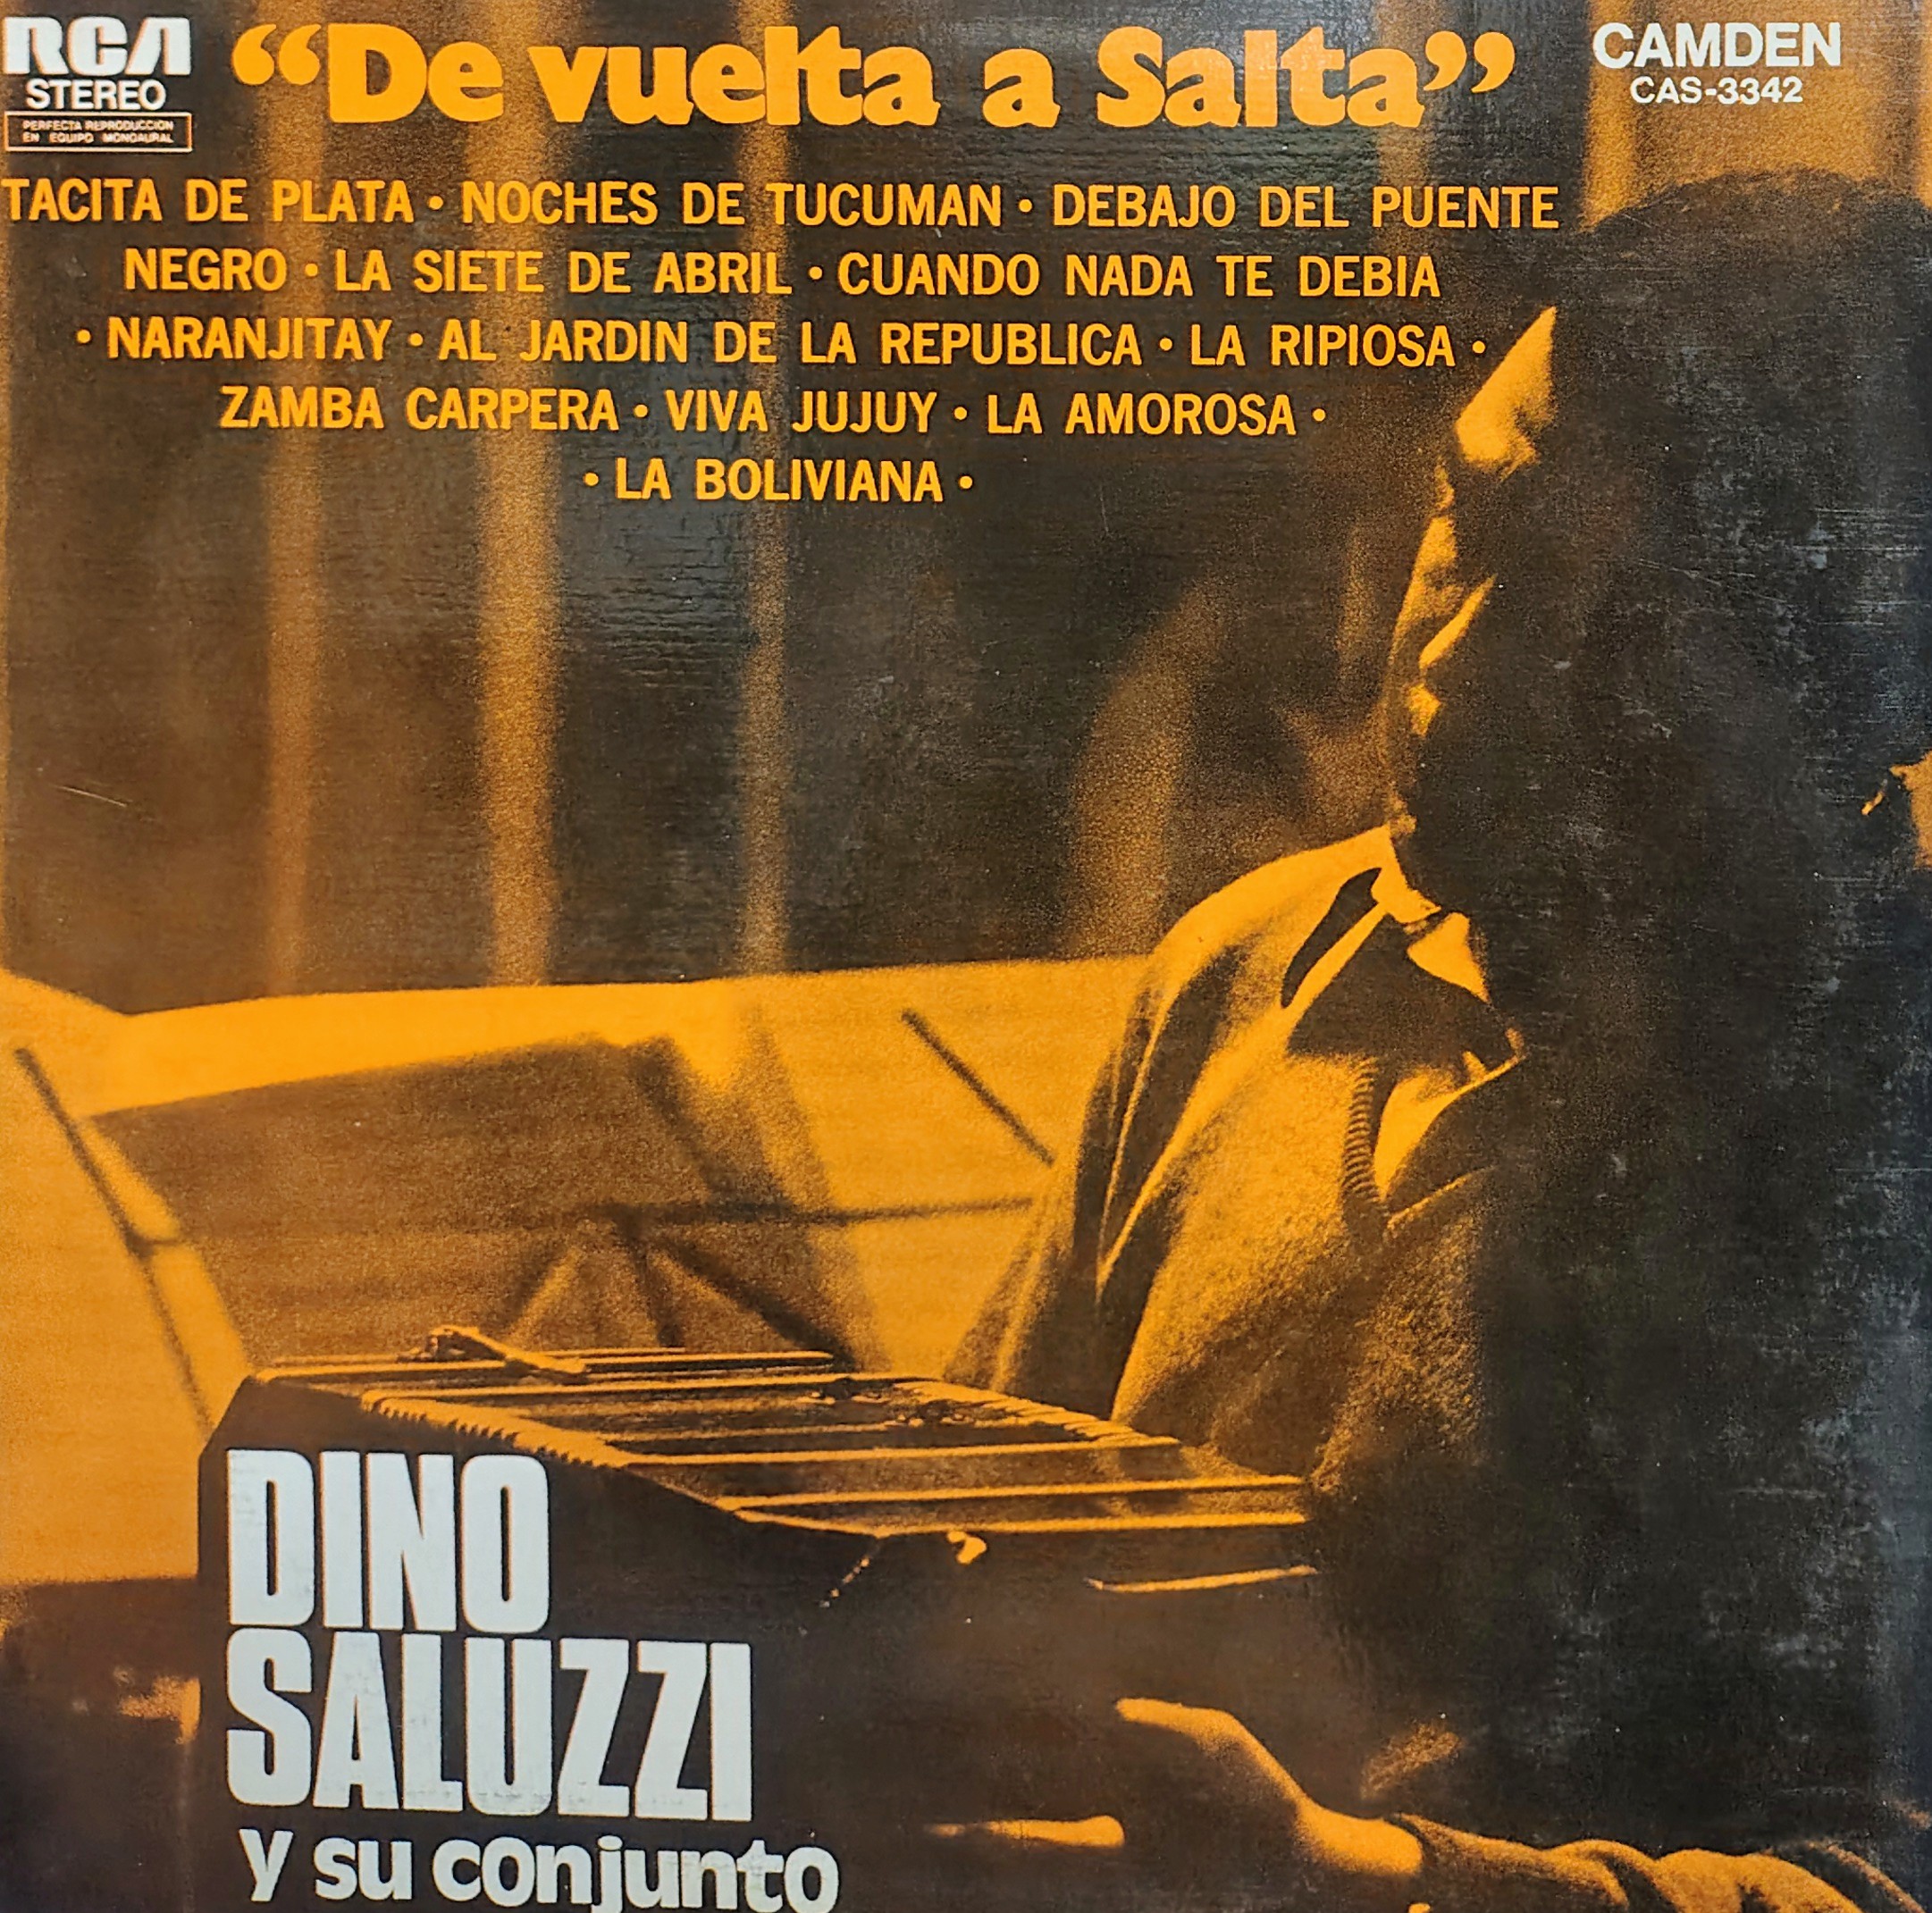 RCA
STEREO
PERFECTA REPRODUCCION
EN EQUIPO MONOAURAL
“De vuelta a Salta”
CAMDEN
CAS-3342
TACITA DE PLATA • NOCHES DE TUCUMAN • DEBAJO DEL PUENTE
NEGRO • LA SIETE DE ABRIL • CUANDO NADA TE DEBIA
• NARANJITAY • AL JARDIN DE LA REPUBLICA • LA RIPIOSA •
ZAMBA CARPERA • VIVA JUJUY • LA AMOROSA •
• LA BOLIVIANA •
DINO
SALUZZI
y su conjunto